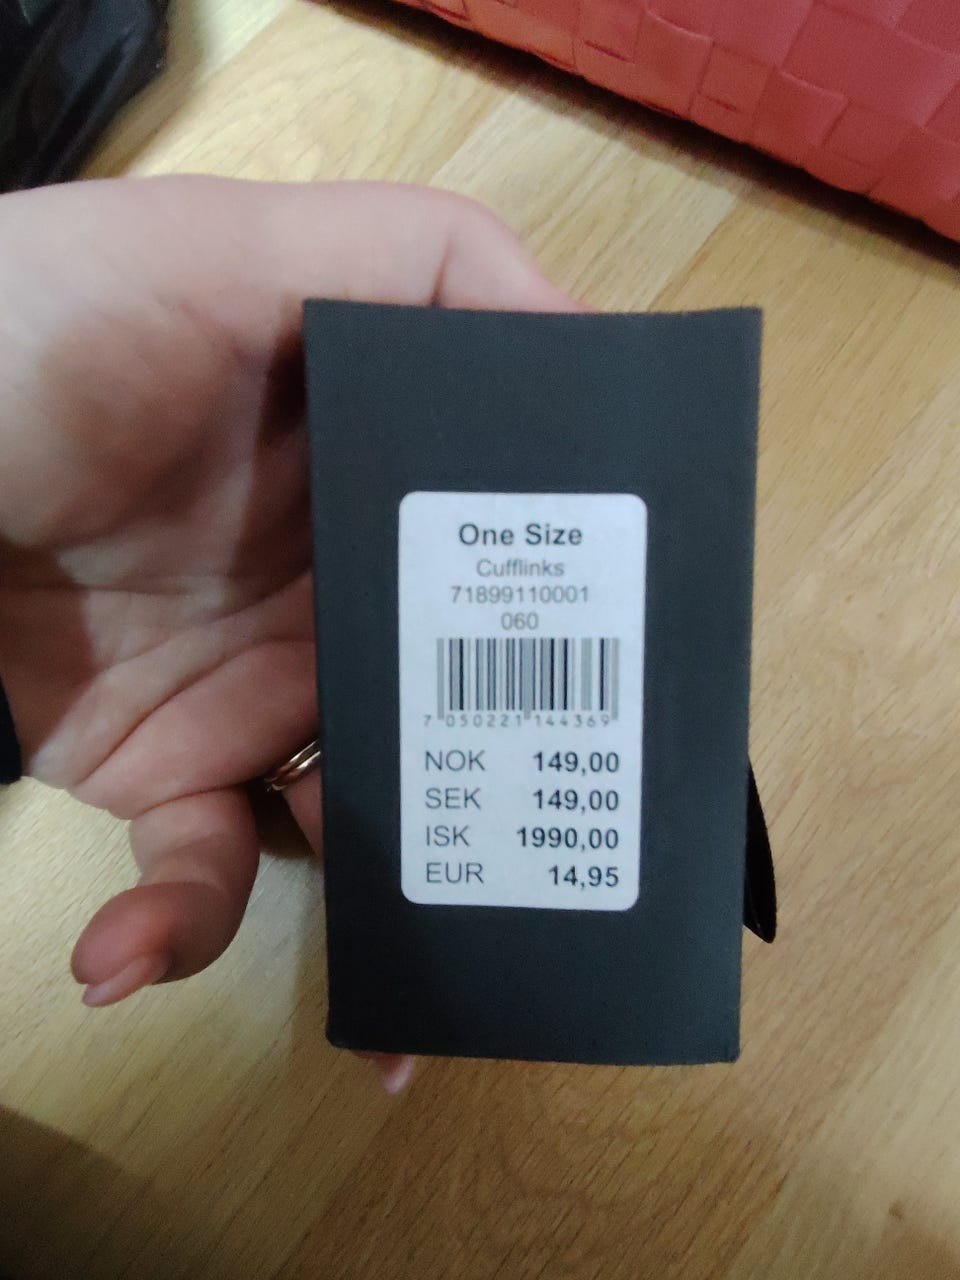 One Size
Cufflinks
71899110001
060
7 050221 144369
NOK 149,00
SEK 149,00
ISK 1990,00
EUR 14,95